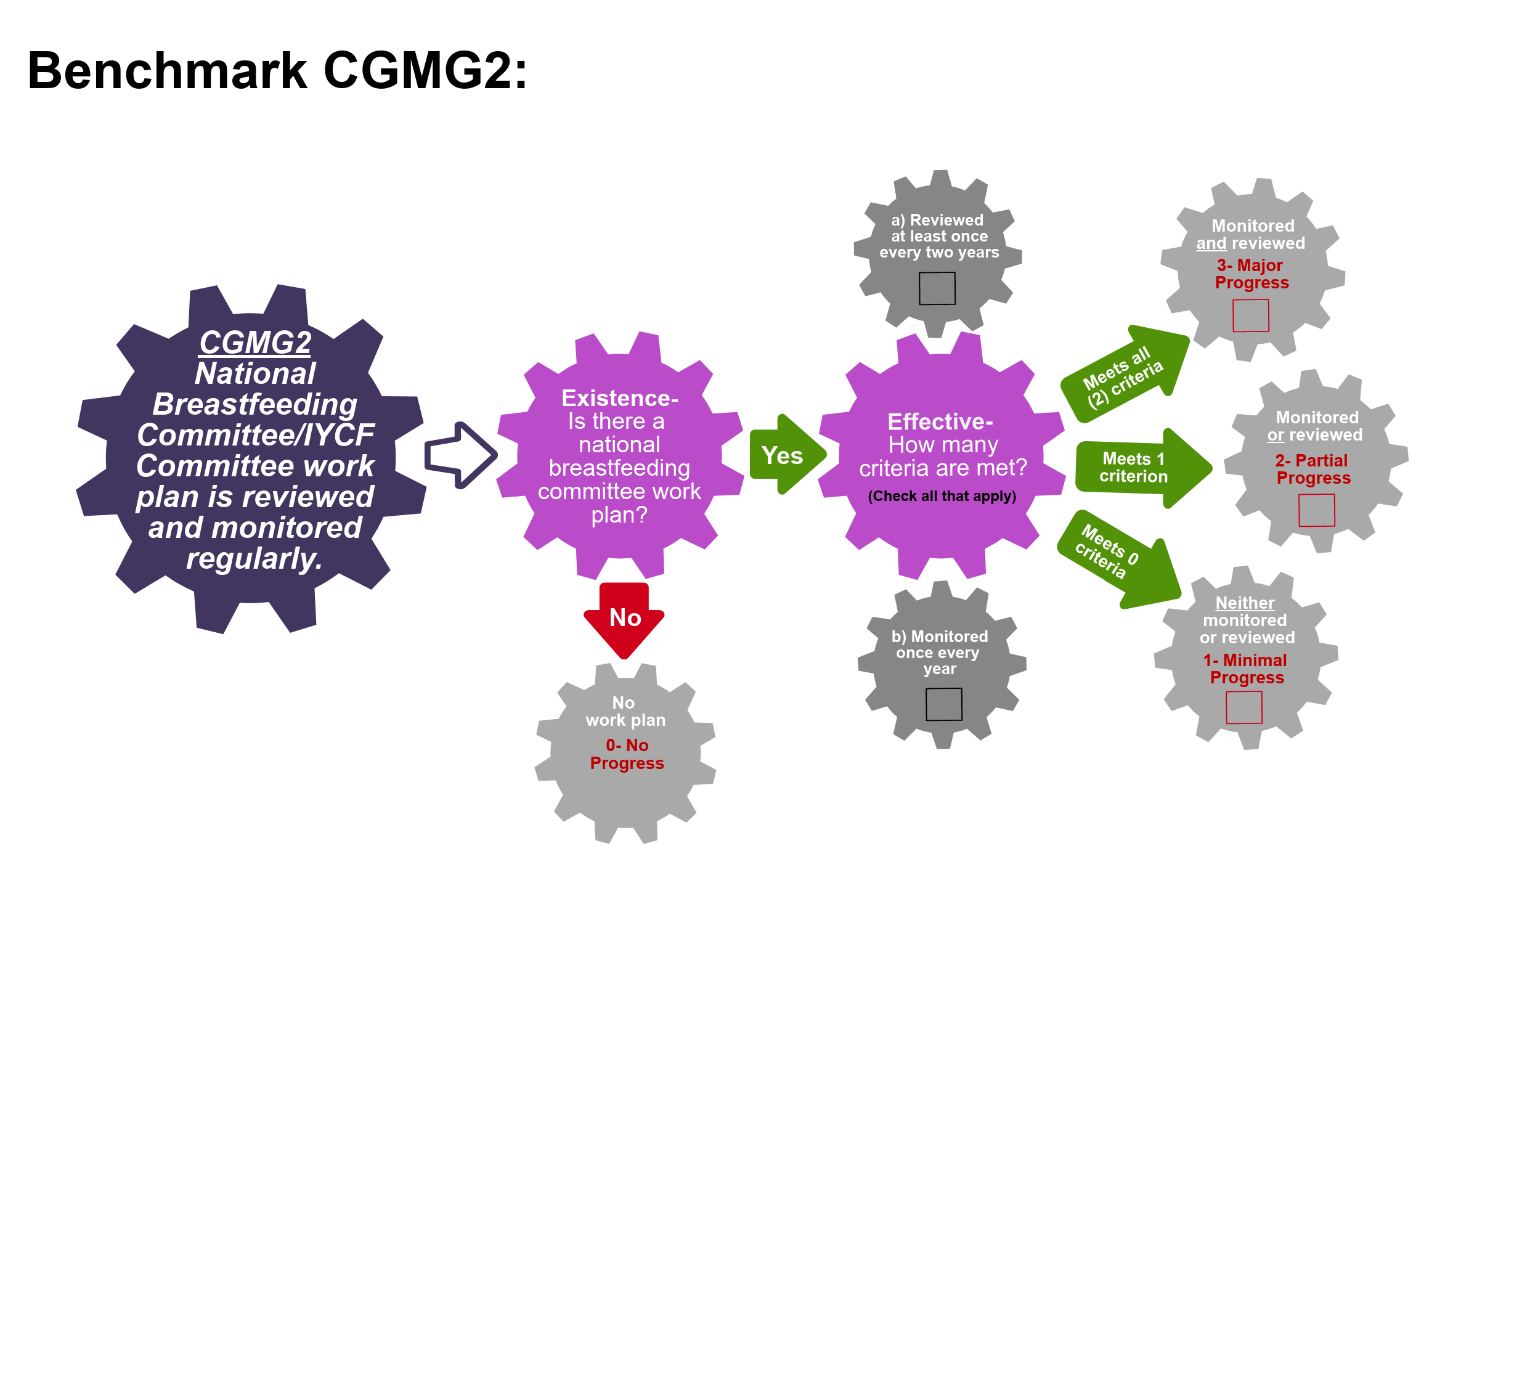 Benchmark CGMG2:
CGMG2
National
Breastfeeding
Committee/IYCF
Committee work
plan is reviewed
and monitored
regularly.
Existence-
Is there a
national
breastfeeding
committee work
plan?
No
No
work plan
0- No
Progress
Yes
a) Reviewed
at least once
every two years
Effective-
How many
criteria are met?
(Check all that apply)
b) Monitored
once every
year
Meets all
(2) criteria
Monitored
and reviewed
3- Major
Progress
Meets 1
criterion
Monitored
or reviewed
2- Partial
Progress
Meets 0
criteria
Neither
monitored
or reviewed
1- Minimal
Progress